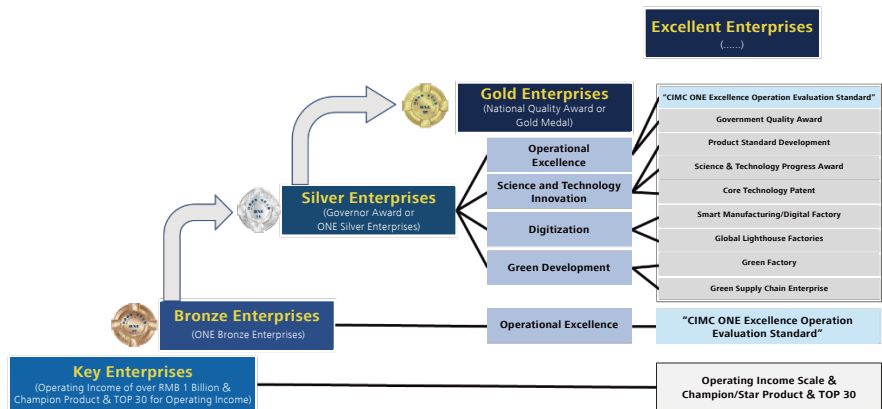 Excellent Enterprises
(......)
Gold Enterprises
(National Quality Award or
Gold Medal)
"CIMC ONE Excellence Operation Evaluation Standard"
Government Quality Award
Product Standard Development
Science & Technology Progress Award
Core Technology Patent
Smart Manufacturing/Digital Factory
Global Lighthouse Factories
Green Factory
Green Supply Chain Enterprise
Operational
Excellence
Science and Technology
Innovation
Digitization
Green Development
Silver Enterprises
(Governor Award or
ONE Silver Enterprises)
Bronze Enterprises
(ONE Bronze Enterprises)
Operational Excellence
"CIMC ONE Excellence Operation
Evaluation Standard"
Key Enterprises
(Operating Income of over RMB 1 Billion &
Champion Product & TOP 30 for Operating Income)
Operating Income Scale &
Champion/Star Product & TOP 30